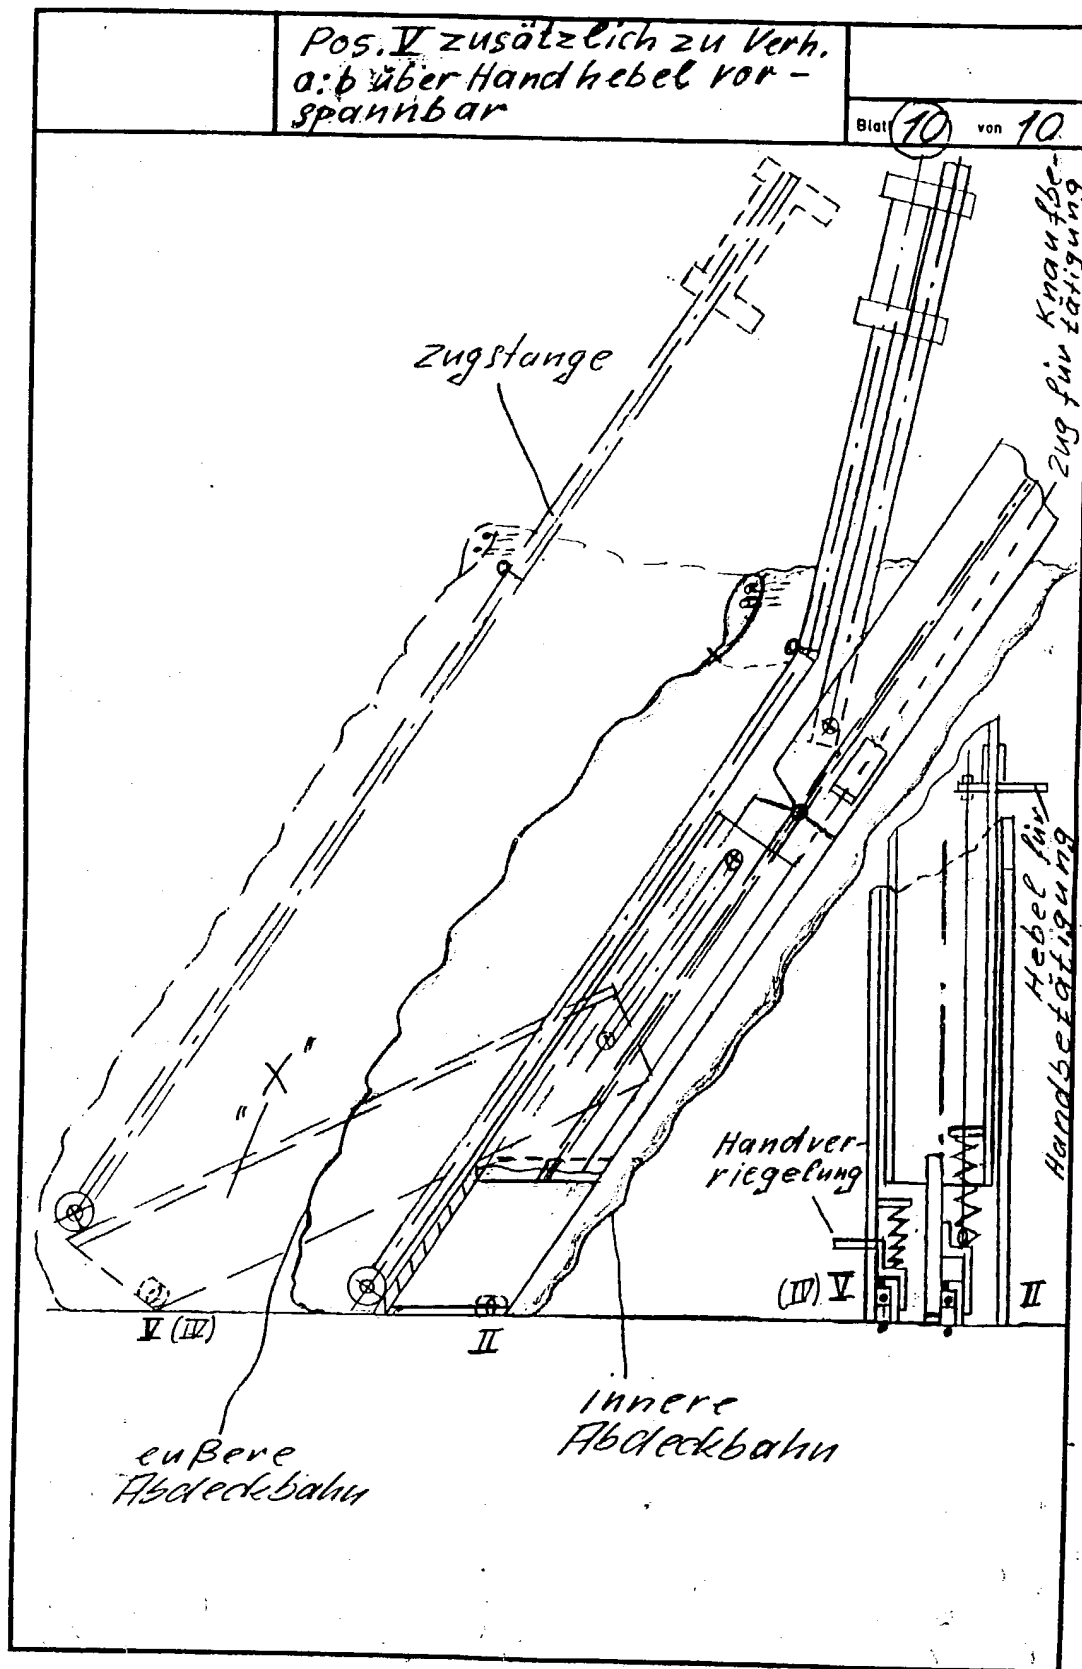 Pos. V zusätzlich zu Verh.
a:b über Handhebel vor-
spannbar
Blatt 10 von 10
Zug für Knaufbe-
tätigung
Zugstange
"X"
Hebel für
Handbetätigung
Handver-
riegelung
(IV) V
II
V (IV)
II
innere
Abdeckbahn
eußere
Abdeckbahn